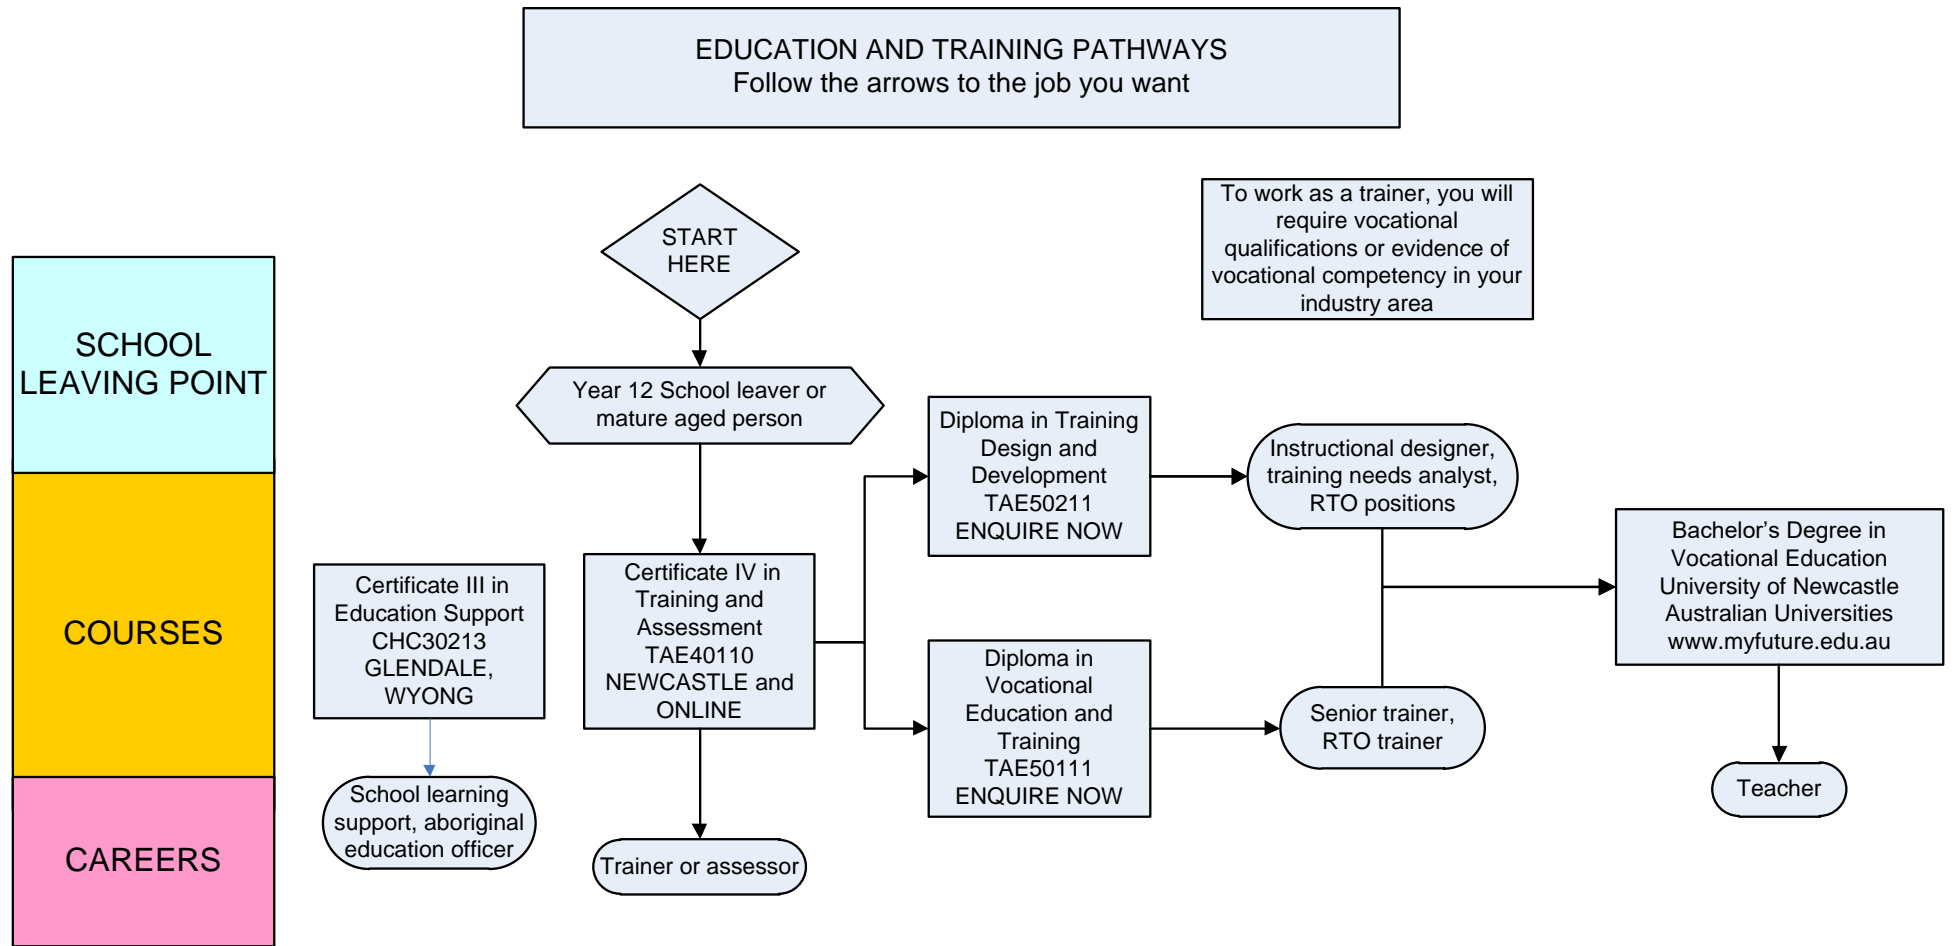 EDUCATION AND TRAINING PATHWAYS
Follow the arrows to the job you want
START
HERE
To work as a trainer, you will
require vocational
qualifications or evidence of
vocational competency in your
industry area
SCHOOL
LEAVING POINT
Year 12 School leaver or
mature aged person
Diploma in Training
Design and
Development
TAE50211
ENQUIRE NOW
Instructional designer,
training needs analyst,
RTO positions
Bachelor’s Degree in
Vocational Education
University of Newcastle
Australian Universities
www.myfuture.edu.au
COURSES
Certificate III in
Education Support
CHC30213
GLENDALE,
WYONG
Certificate IV in
Training and
Assessment
TAE40110
NEWCASTLE and
ONLINE
Diploma in
Vocational
Education and
Training
TAE50111
ENQUIRE NOW
Senior trainer,
RTO trainer
Teacher
CAREERS
School learning
support, aboriginal
education officer
Trainer or assessor